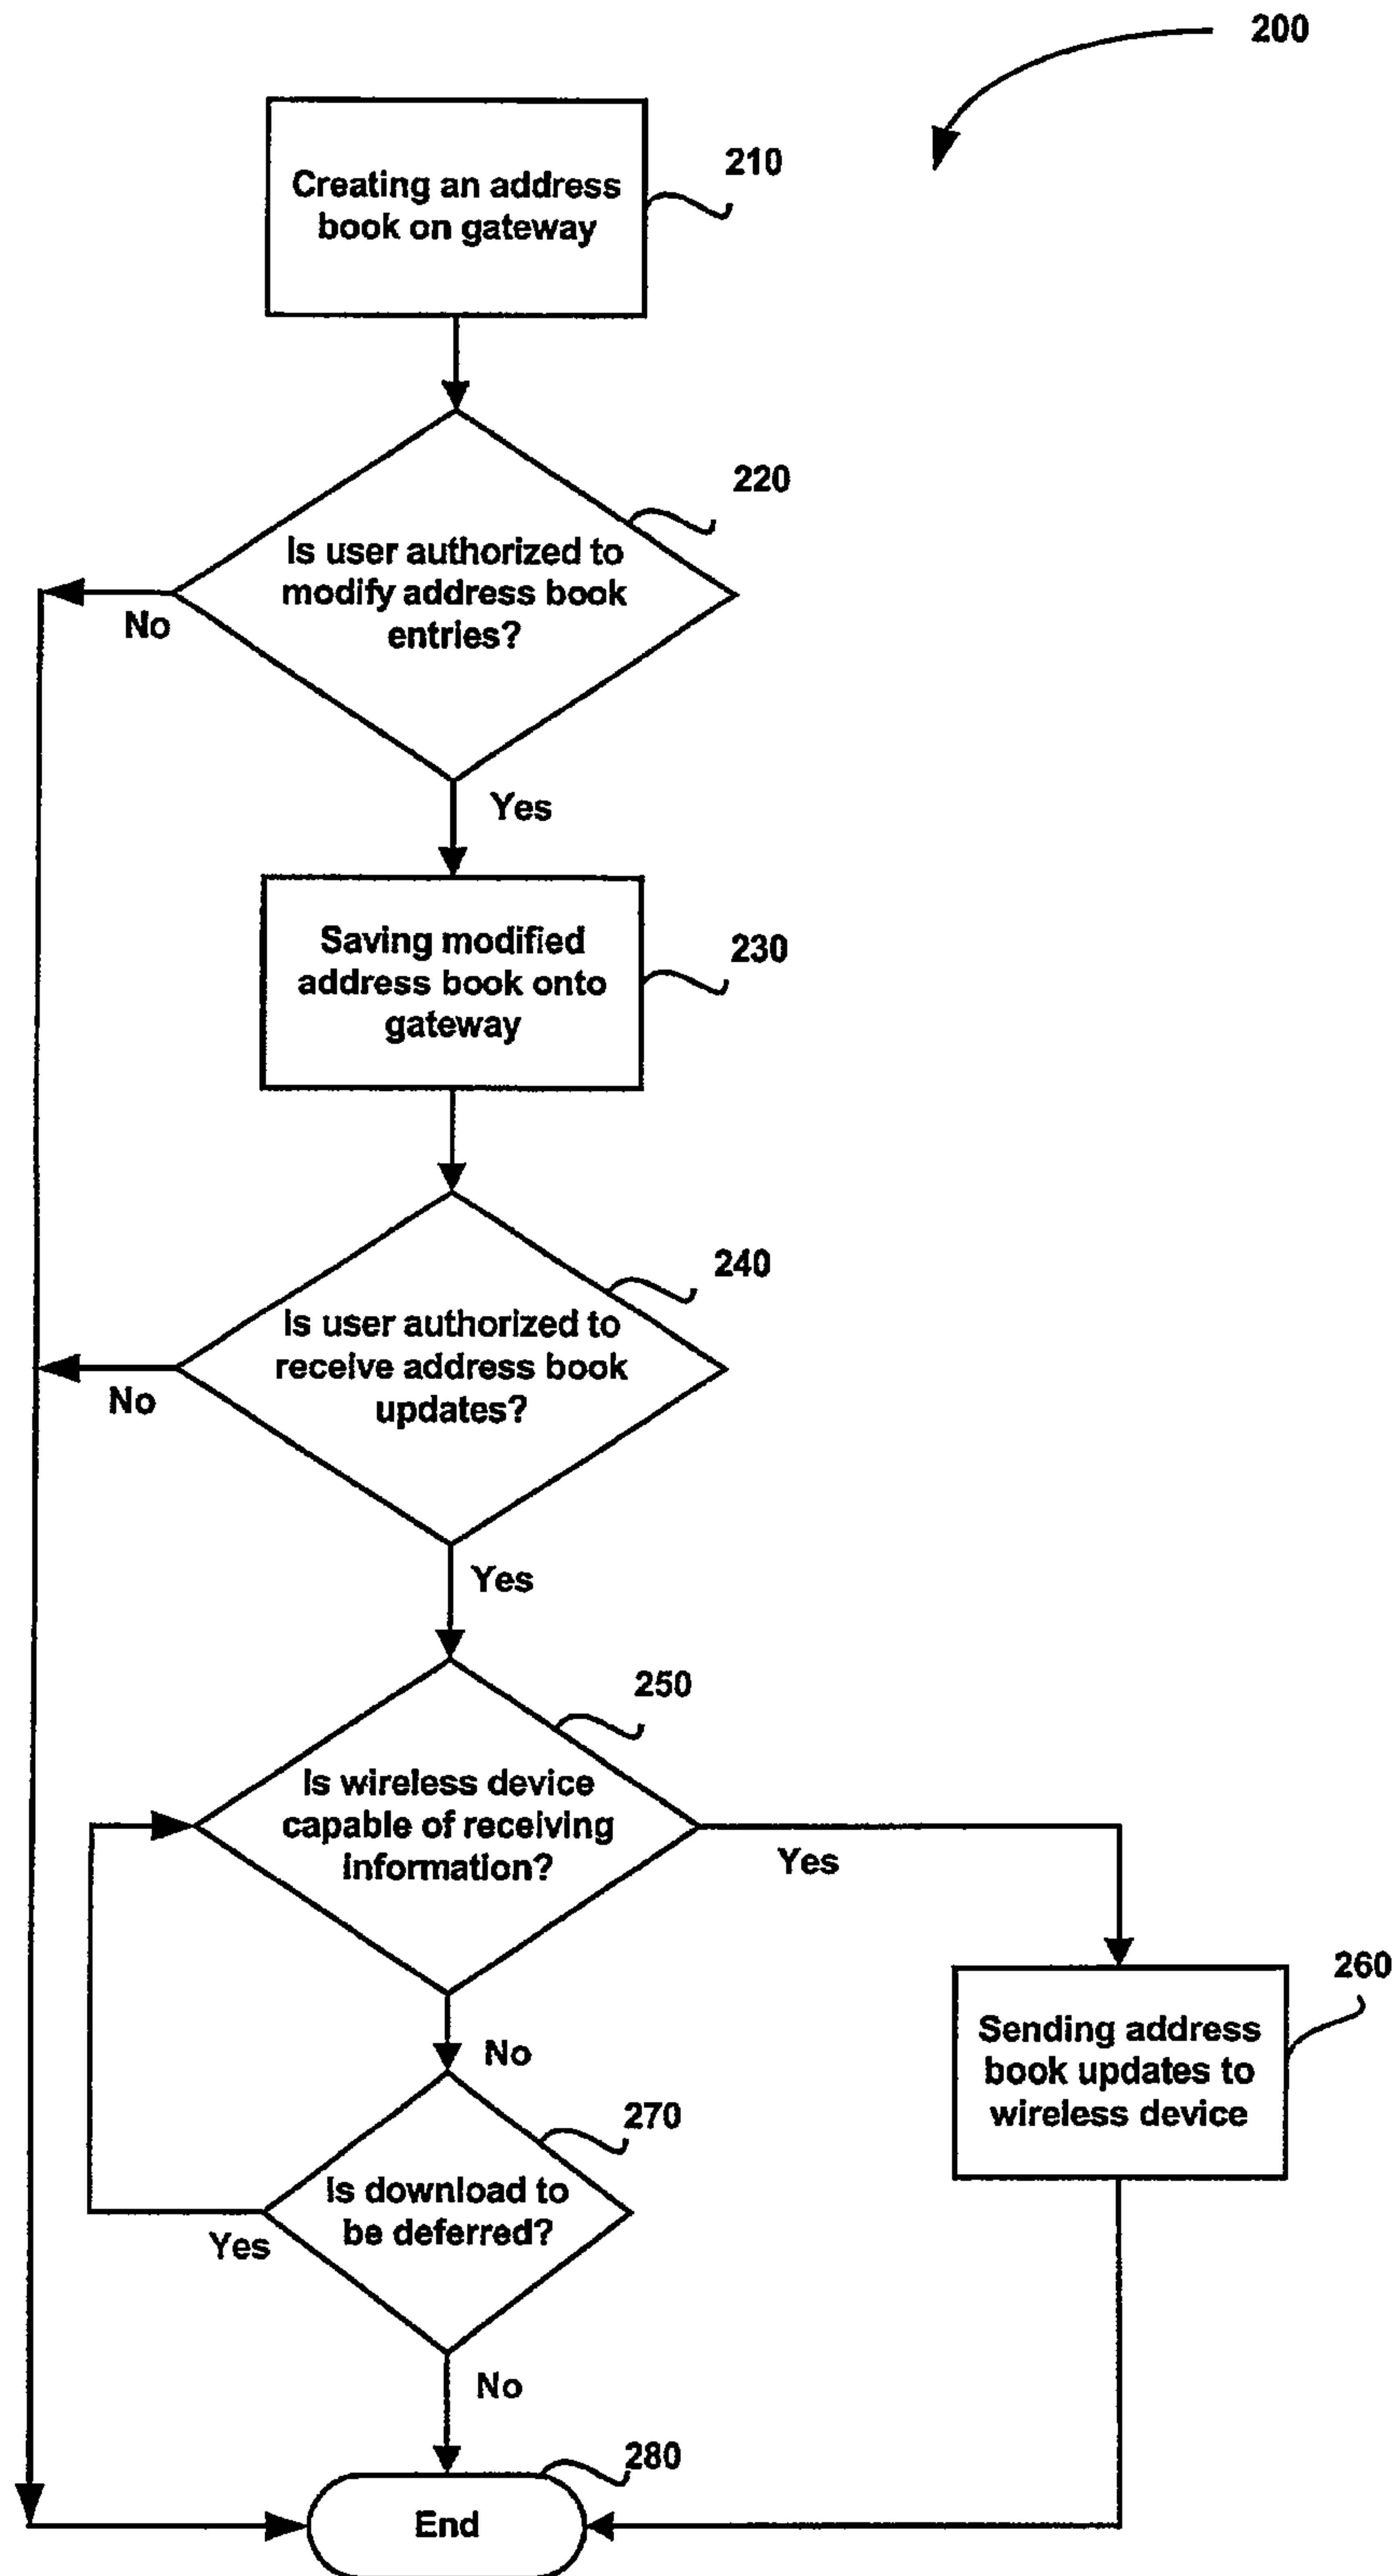 200
Creating an address
book on gateway
210
220
Is user authorized to
modify address book
entries?
No
Yes
Saving modified
address book onto
gateway
230
240
Is user authorized to
receive address book
updates?
No
Yes
250
Is wireless device
capable of receiving
information?
Yes
260
Sending address
book updates to
wireless device
No
270
Is download to
be deferred?
Yes
No
280
End